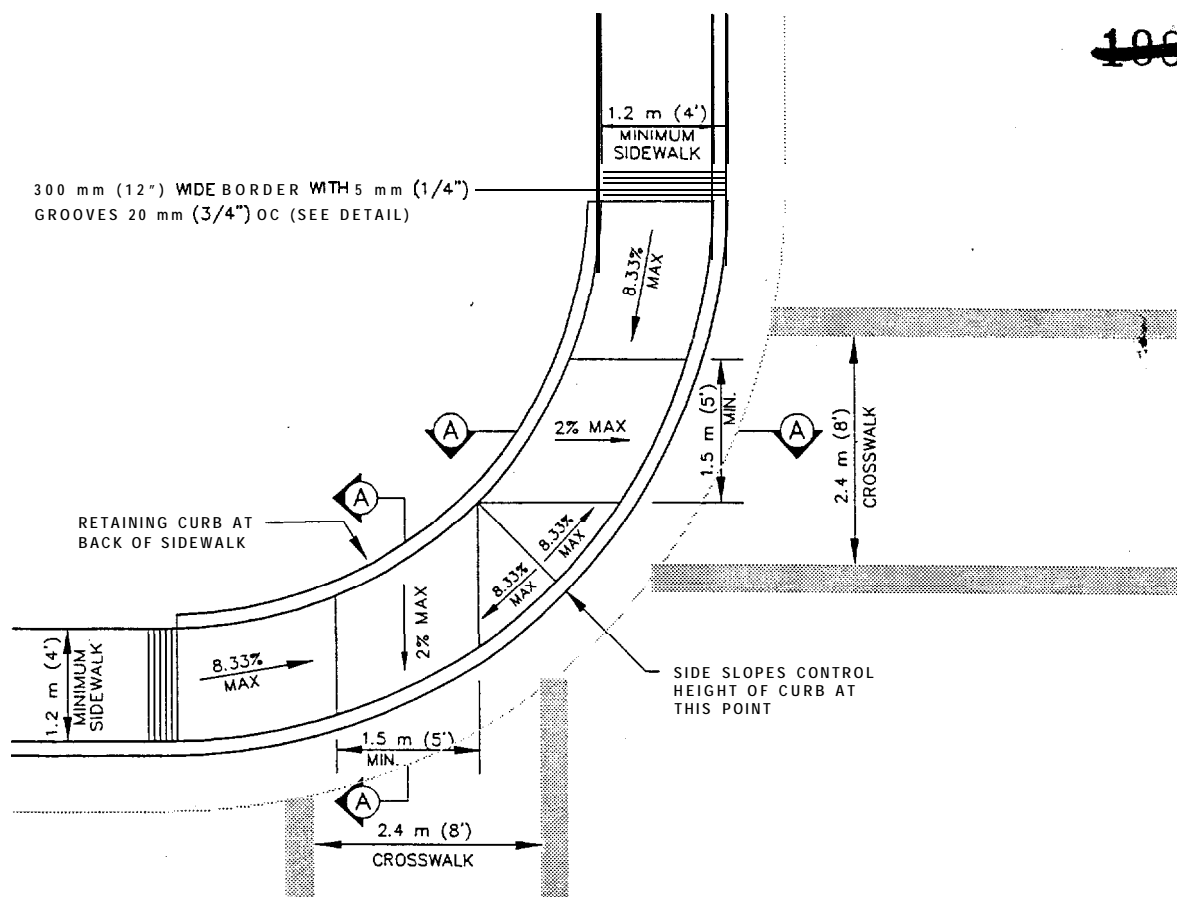 100
1.2 m (4')
MINIMUM
SIDEWALK
300 mm (12") WIDE BORDER WITH 5 mm (1/4")
GROOVES 20 mm (3/4") OC (SEE DETAIL)
8.33%
MAX
1.5 m (5')
MIN.
2.4 m (8')
CROSSWALK
A
2% MAX
A
A
RETAINING CURB AT
BACK OF SIDEWALK
8.33%
MAX
8.33%
MAX
2% MAX
1.2 m (4')
MINIMUM
SIDEWALK
8.33%
MAX
SIDE SLOPES CONTROL
HEIGHT OF CURB AT
THIS POINT
1.5 m (5')
MIN.
A
2.4 m (8')
CROSSWALK